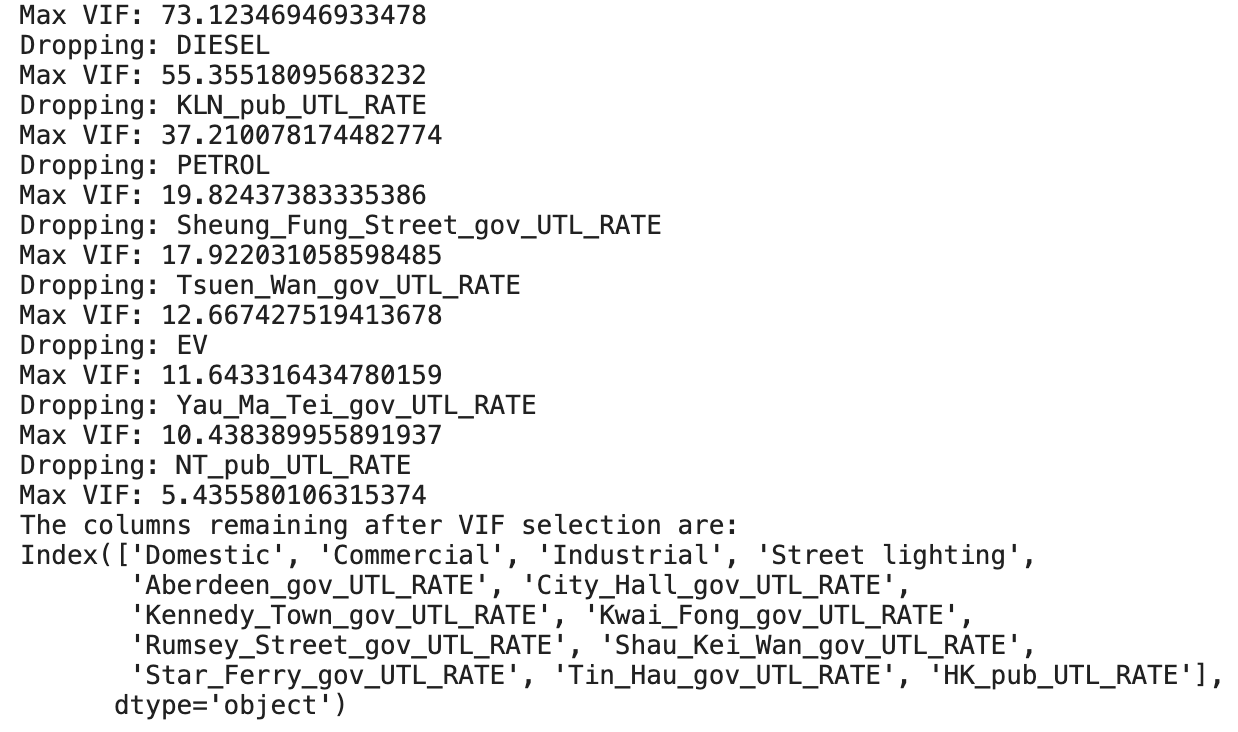 Max VIF: 73.12346946933478
Dropping: DIESEL
Max VIF: 55.35518095683232
Dropping: KLN_pub_UTL_RATE
Max VIF: 37.210078174482774
Dropping: PETROL
Max VIF: 19.82437383335386
Dropping: Sheung_Fung_Street_gov_UTL_RATE
Max VIF: 17.922031058598485
Dropping: Tsuen_Wan_gov_UTL_RATE
Max VIF: 12.667427519413678
Dropping: EV
Max VIF: 11.643316434780159
Dropping: Yau_Ma_Tei_gov_UTL_RATE
Max VIF: 10.438389955891937
Dropping: NT_pub_UTL_RATE
Max VIF: 5.435580106315374
The columns remaining after VIF selection are:
Index(['Domestic', 'Commercial', 'Industrial', 'Street lighting',
       'Aberdeen_gov_UTL_RATE', 'City_Hall_gov_UTL_RATE',
       'Kennedy_Town_gov_UTL_RATE', 'Kwai_Fong_gov_UTL_RATE',
       'Rumsey_Street_gov_UTL_RATE', 'Shau_Kei_Wan_gov_UTL_RATE',
       'Star_Ferry_gov_UTL_RATE', 'Tin_Hau_gov_UTL_RATE', 'HK_pub_UTL_RATE'],
      dtype='object')